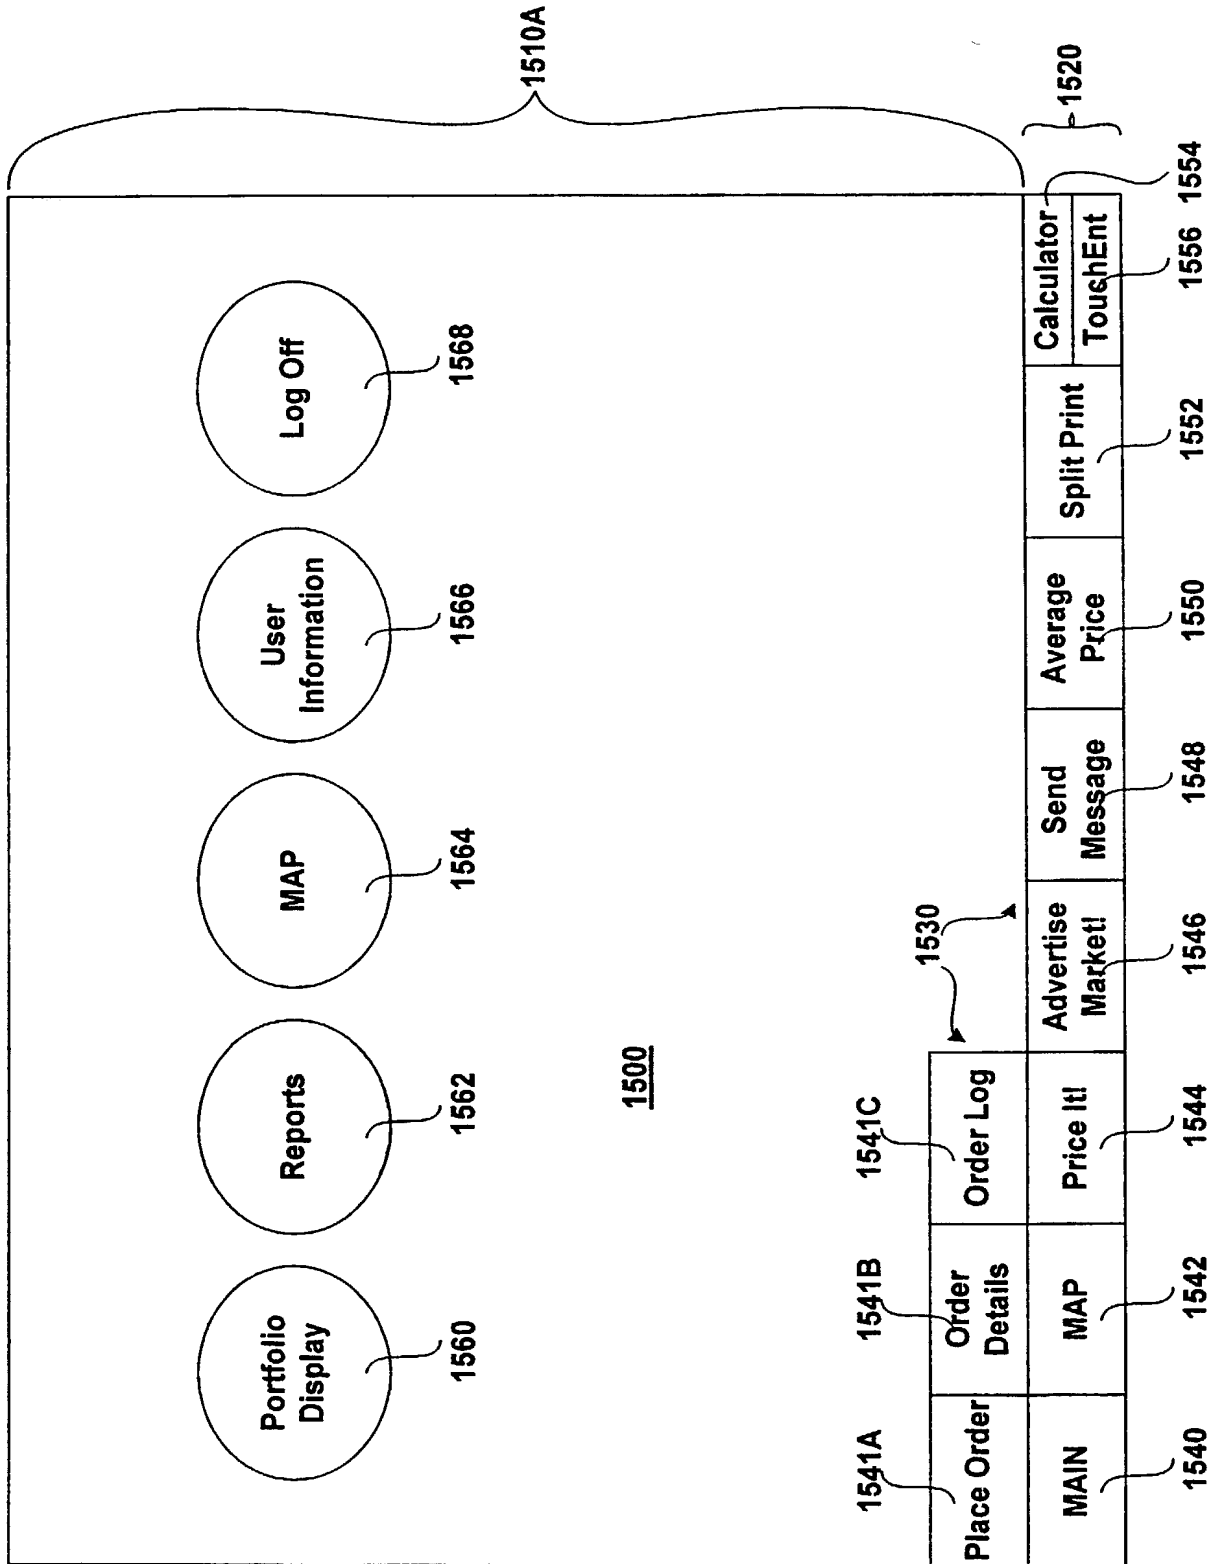 1510A
Portfolio
Display
Reports
MAP
User
Information
Log Off
1560
1562
1564
1566
1568
1500
1530
1541A
1541B
1541C
Place Order
Order
Details
Order Log
MAIN
MAP
Price It!
Advertise
Market!
Send
Message
Average
Price
Split Print
Calculator
TouchEnt
1520
1540
1542
1544
1546
1548
1550
1552
1556
1554